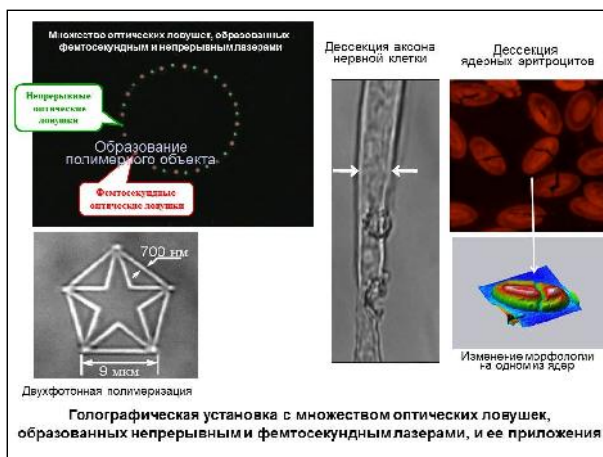 Множество оптических ловушек, образованных
фемтосекундным и непрерывным лазерами
Непрерывные
оптические
ловушки
Образование
полимерного объекта
Фемтосекундные
оптические ловушки
700 нм
9 мкм
Двухфотонная полимеризация
Дессекция аксона
нервной клетки
Дессекция
ядерных эритроцитов
Изменение морфологии
на одном из ядер
Голографическая установка с множеством оптических ловушек,
образованных непрерывным и фемтосекундным лазерами, и ее приложения